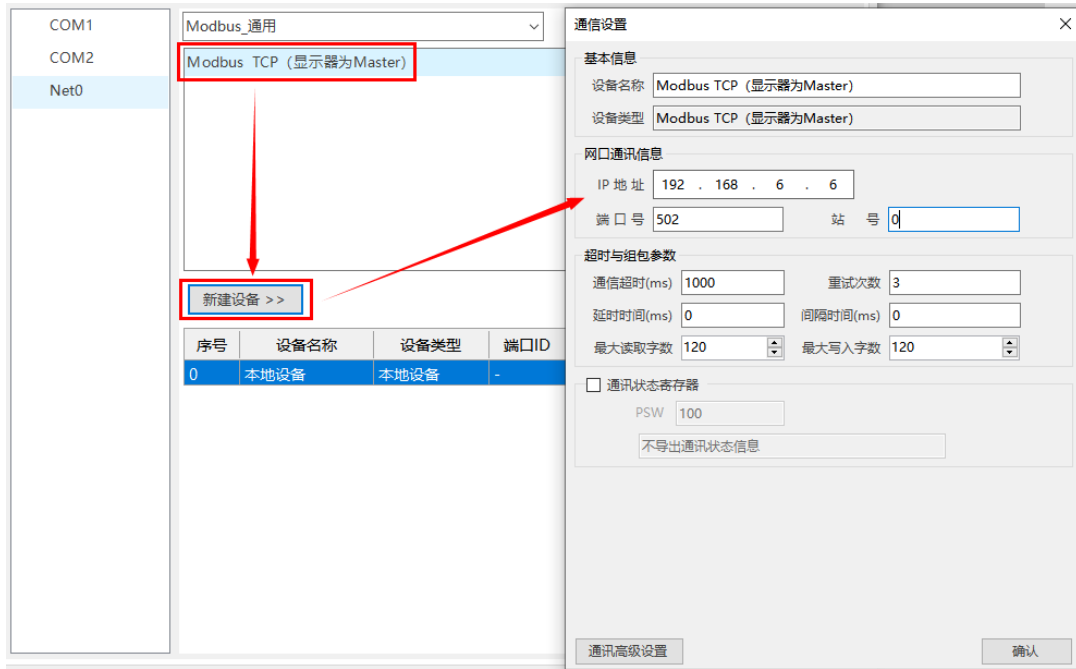 COM1
COM2
Net0
Modbus_通用
Modbus TCP（显示器为Master）
新建设备 >>
序号 设备名称 设备类型 端口ID
0 本地设备 本地设备 -
通信设置
基本信息
设备名称 Modbus TCP（显示器为Master）
设备类型 Modbus TCP（显示器为Master）
网口通讯信息
IP 地 址 192 . 168 . 6 . 6
端 口 号 502 站 号 0
超时与组包参数
通信超时(ms) 1000 重试次数 3
延时时间(ms) 0 间隔时间(ms) 0
最大读取字数 120 最大写入字数 120
通讯状态寄存器
PSW 100
不导出通讯状态信息
通讯高级设置 确认